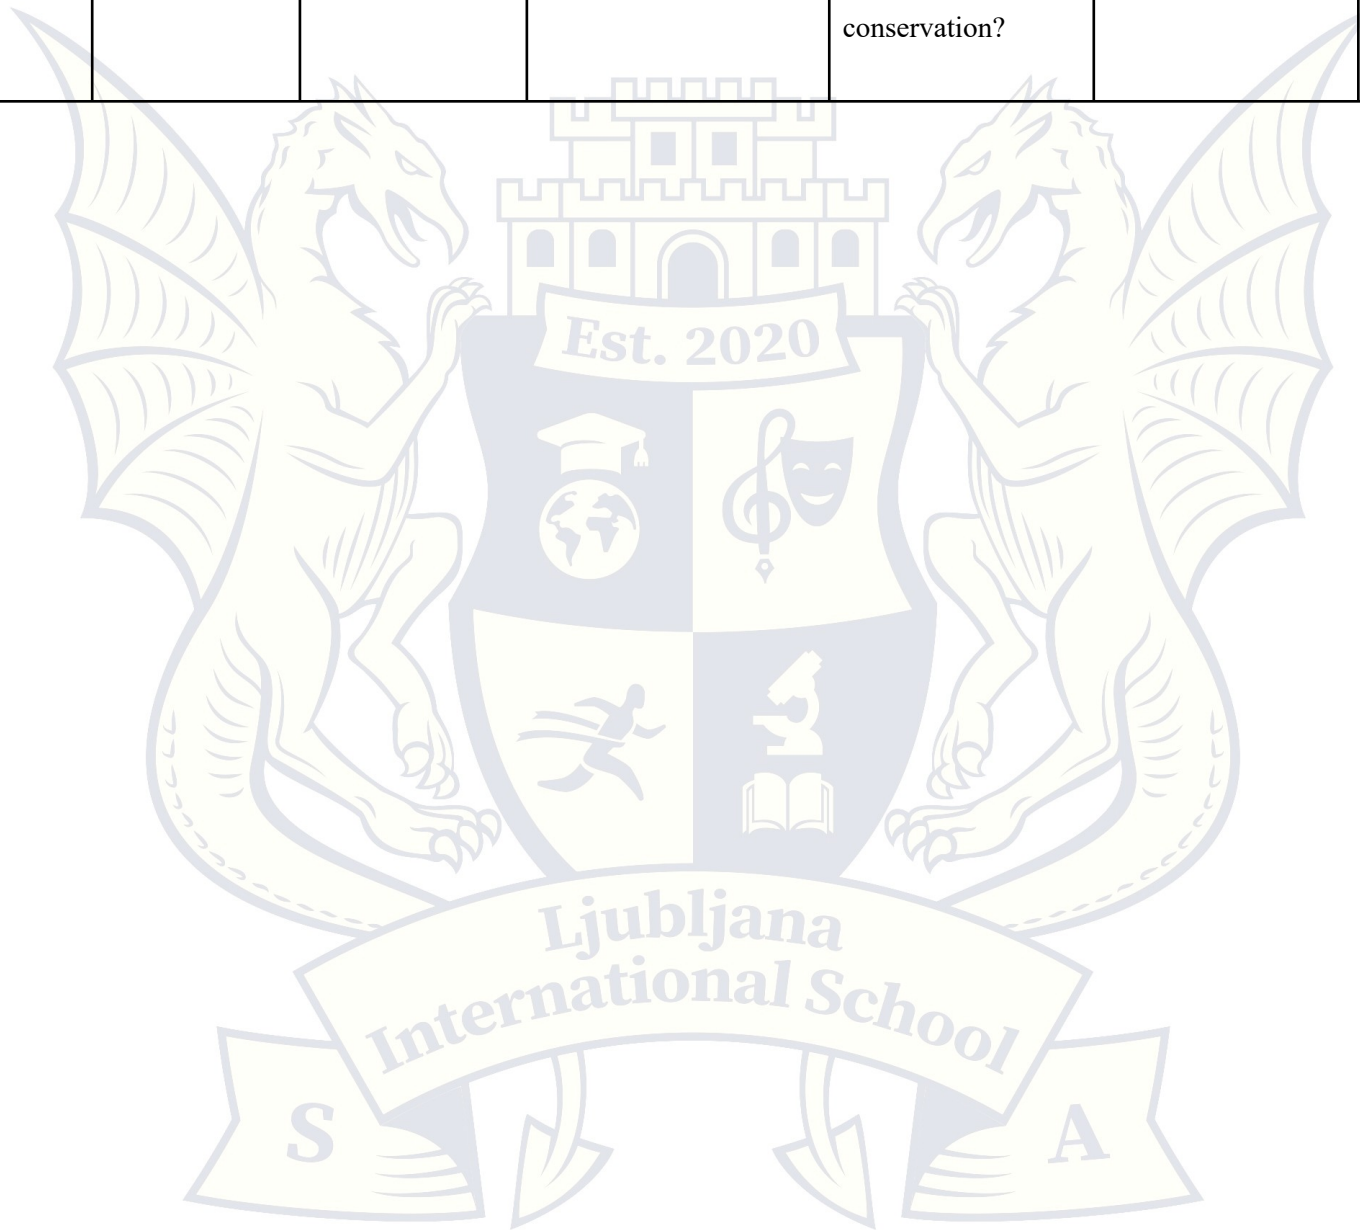 conservation?
Est. 2020
Ljubljana
International School
S A